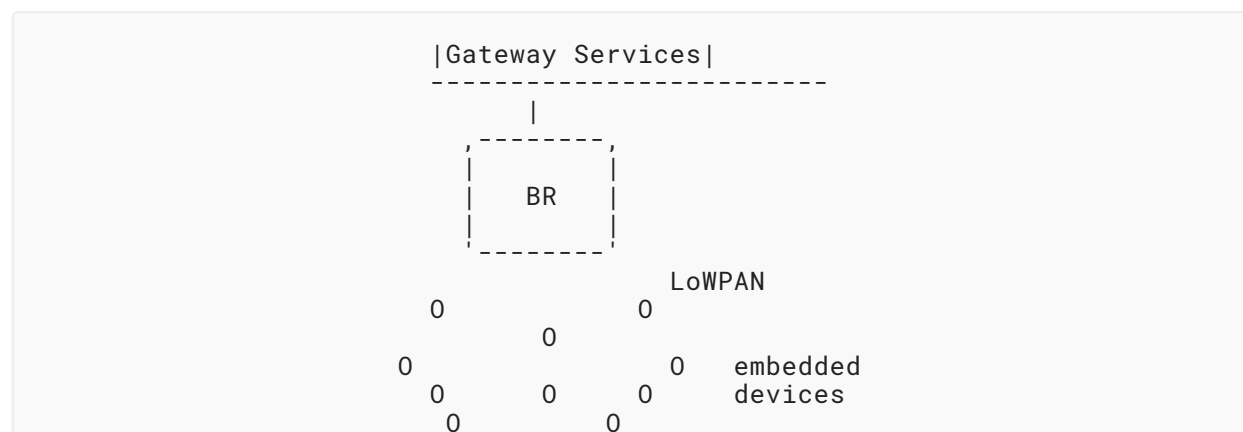 |Gateway Services|
-------------------------
|
,--------,
|        |
|   BR   |
|        |
'--------'
LoWPAN
O            O
O
O                O   embedded
O      O     O     devices
O         O